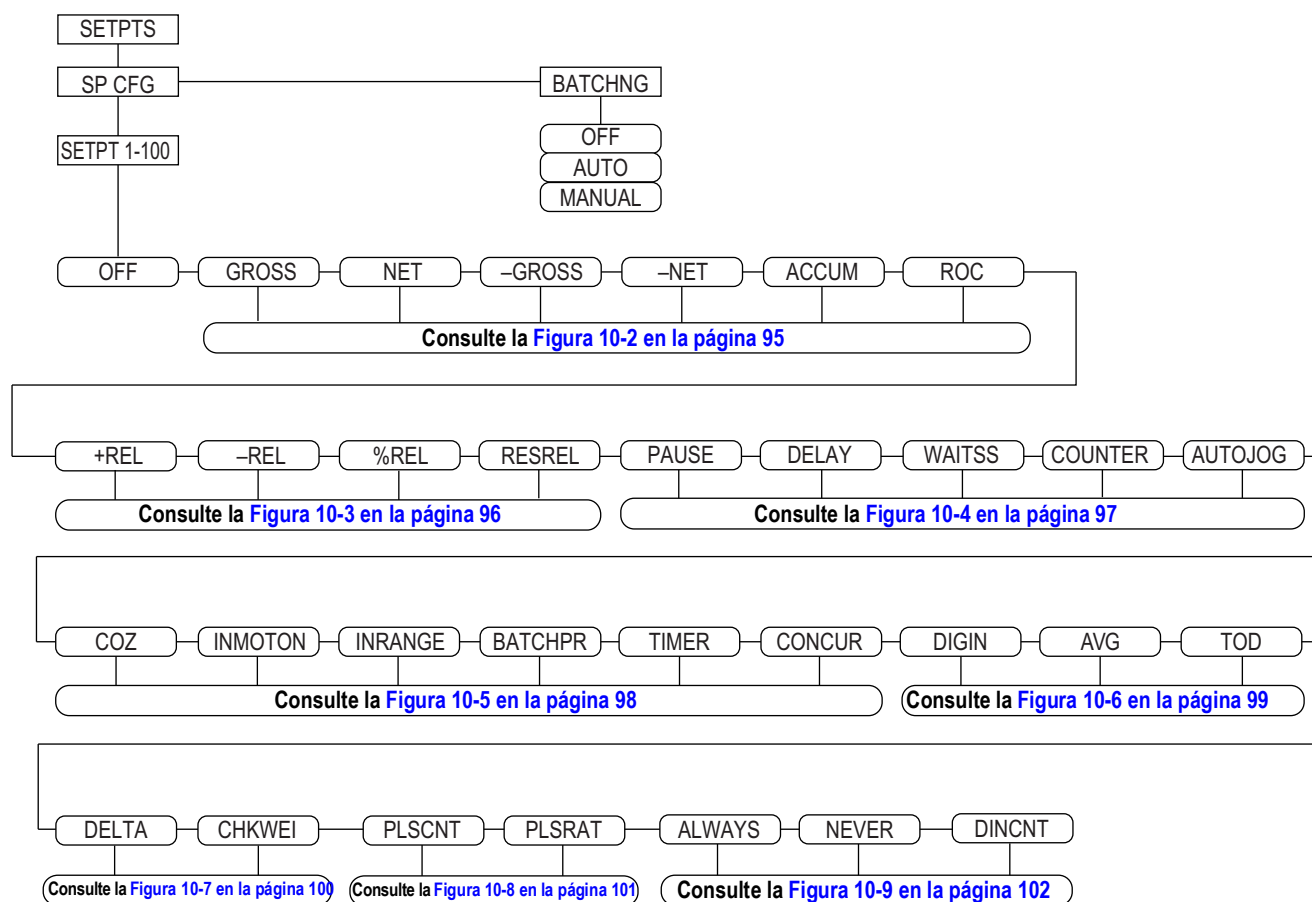 SETPTS
SP CFG
BATCHNG
SETPT 1-100
OFF
AUTO
MANUAL
OFF
GROSS
NET
–GROSS
–NET
ACCUM
ROC
Consulte la Figura 10-2 en la página 95
+REL
–REL
%REL
RESREL
PAUSE
DELAY
WAITSS
COUNTER
AUTOJOG
Consulte la Figura 10-3 en la página 96
Consulte la Figura 10-4 en la página 97
COZ
INMOTON
INRANGE
BATCHPR
TIMER
CONCUR
DIGIN
AVG
TOD
Consulte la Figura 10-5 en la página 98
Consulte la Figura 10-6 en la página 99
DELTA
CHKWEI
PLSCNT
PLSRAT
ALWAYS
NEVER
DINCNT
Consulte la Figura 10-7 en la página 100
Consulte la Figura 10-8 en la página 101
Consulte la Figura 10-9 en la página 102